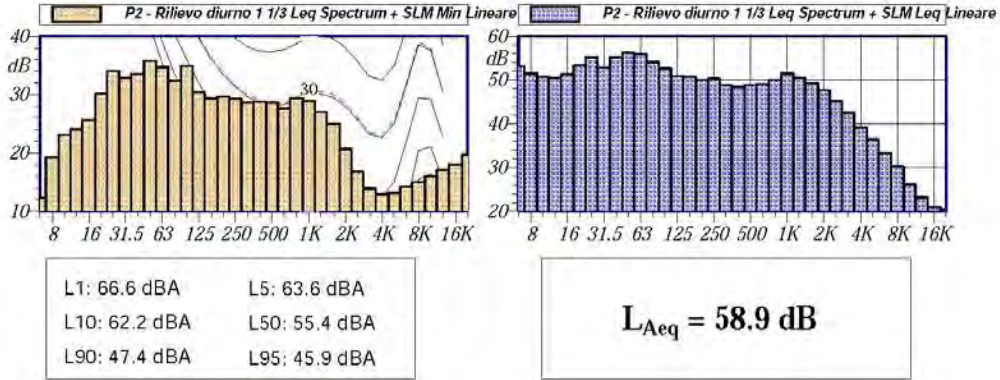 P2 - Rilievo diurno 1 1/3 Leq Spectrum + SLM Min Lineare
40
dB
30
20
10
30
8 16 31.5 63 125 250 500 1K 2K 4K 8K 16K
P2 - Rilievo diurno 1 1/3 Leq Spectrum + SLM Leq Lineare
60
dB
50
40
30
20
8 16 31.5 63 125 250 500 1K 2K 4K 8K 16K
L1: 66.6 dBA L5: 63.6 dBA
L10: 62.2 dBA L50: 55.4 dBA
L90: 47.4 dBA L95: 45.9 dBA
LAeq = 58.9 dB